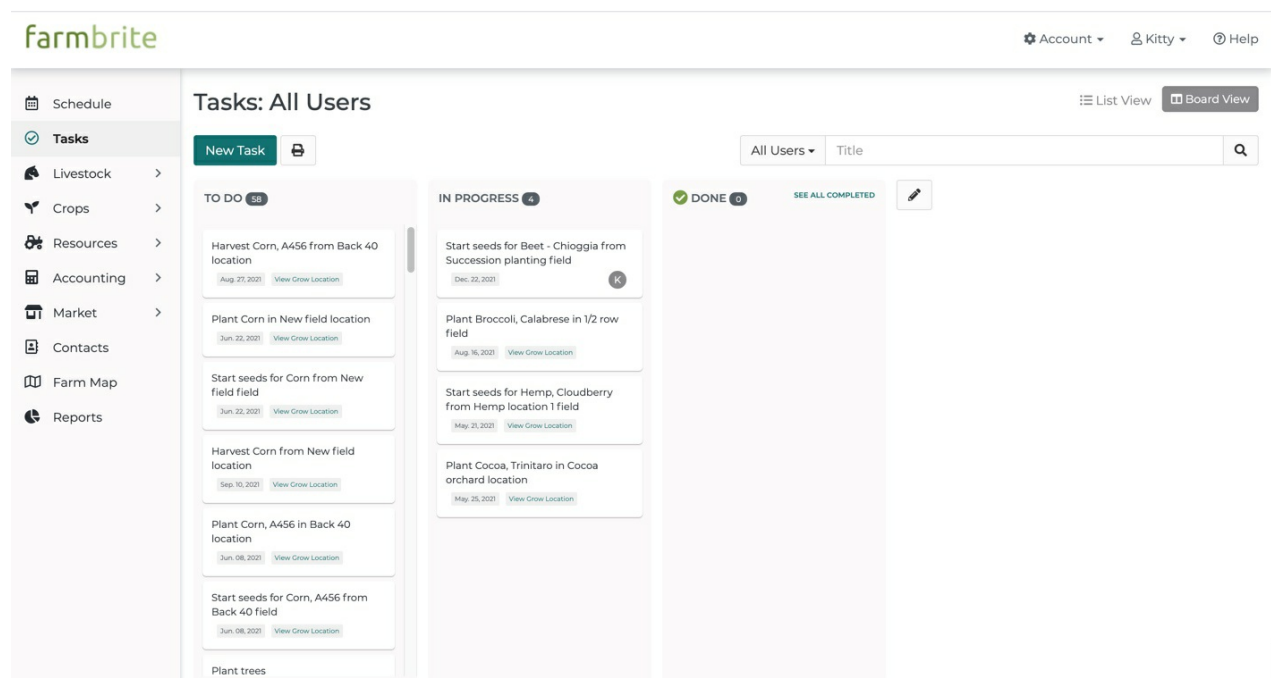 farmbrite
Account
Kitty
Help
Schedule
Tasks
Livestock
Crops
Resources
Accounting
Market
Contacts
Farm Map
Reports
Tasks: All Users
List View
Board View
New Task
All Users
Title
TO DO 58
Harvest Corn, A456 from Back 40
location
Aug. 27, 2021 View Grow Location
Plant Corn in New field location
Jun. 22, 2021 View Grow Location
Start seeds for Corn from New
field field
Jun. 22, 2021 View Grow Location
Harvest Corn from New field
location
Sep. 10, 2021 View Grow Location
Plant Corn, A456 in Back 40
location
Jun. 08, 2021 View Grow Location
Start seeds for Corn, A456 from
Back 40 field
Jun. 08, 2021 View Grow Location
Plant trees
IN PROGRESS 4
Start seeds for Beet - Chioggia from
Succession planting field
Dec. 22, 2021
K
Plant Broccoli, Calabrese in 1/2 row
field
Aug. 16, 2021 View Grow Location
Start seeds for Hemp, Cloudberry
from Hemp location 1 field
May. 21, 2021 View Grow Location
Plant Cocoa, Trinitaro in Cocoa
orchard location
May. 25, 2021 View Grow Location
DONE 0
SEE ALL COMPLETED